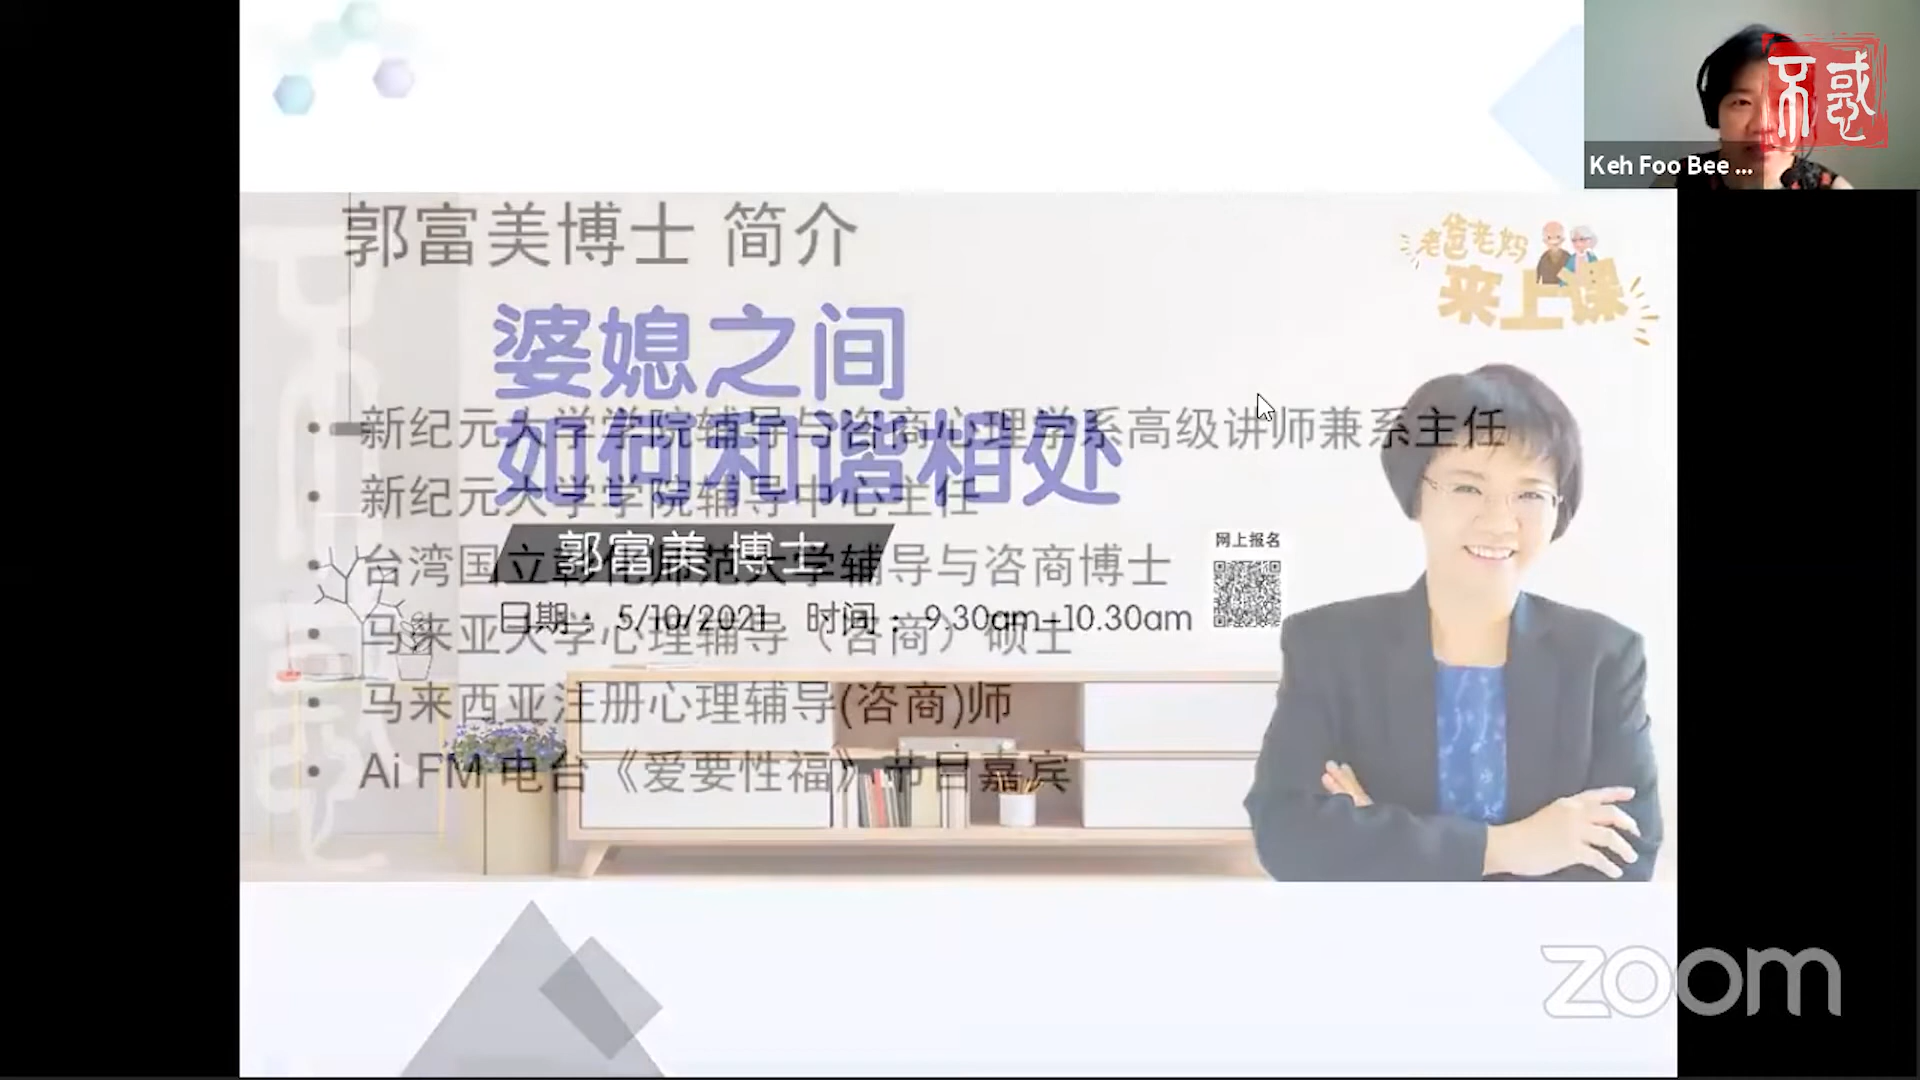 不惑
Keh Foo Bee ...
郭富美博士 简介
老爸老妈
来上课
婆媳之间
如何和谐相处
• 新纪元大学学院辅导与咨商心理学系高级讲师兼系主任
• 新纪元大学学院辅导中心主任
郭富美 博士
网上报名
• 台湾国立彰化师范大学辅导与咨商博士
日期： 5/10/2021 时间： 9.30am-10.30am
• 马来亚大学心理辅导（咨商）硕士
• 马来西亚注册心理辅导(咨商)师
• Ai FM 电台《爱要性福》节目嘉宾
不惑
zoom